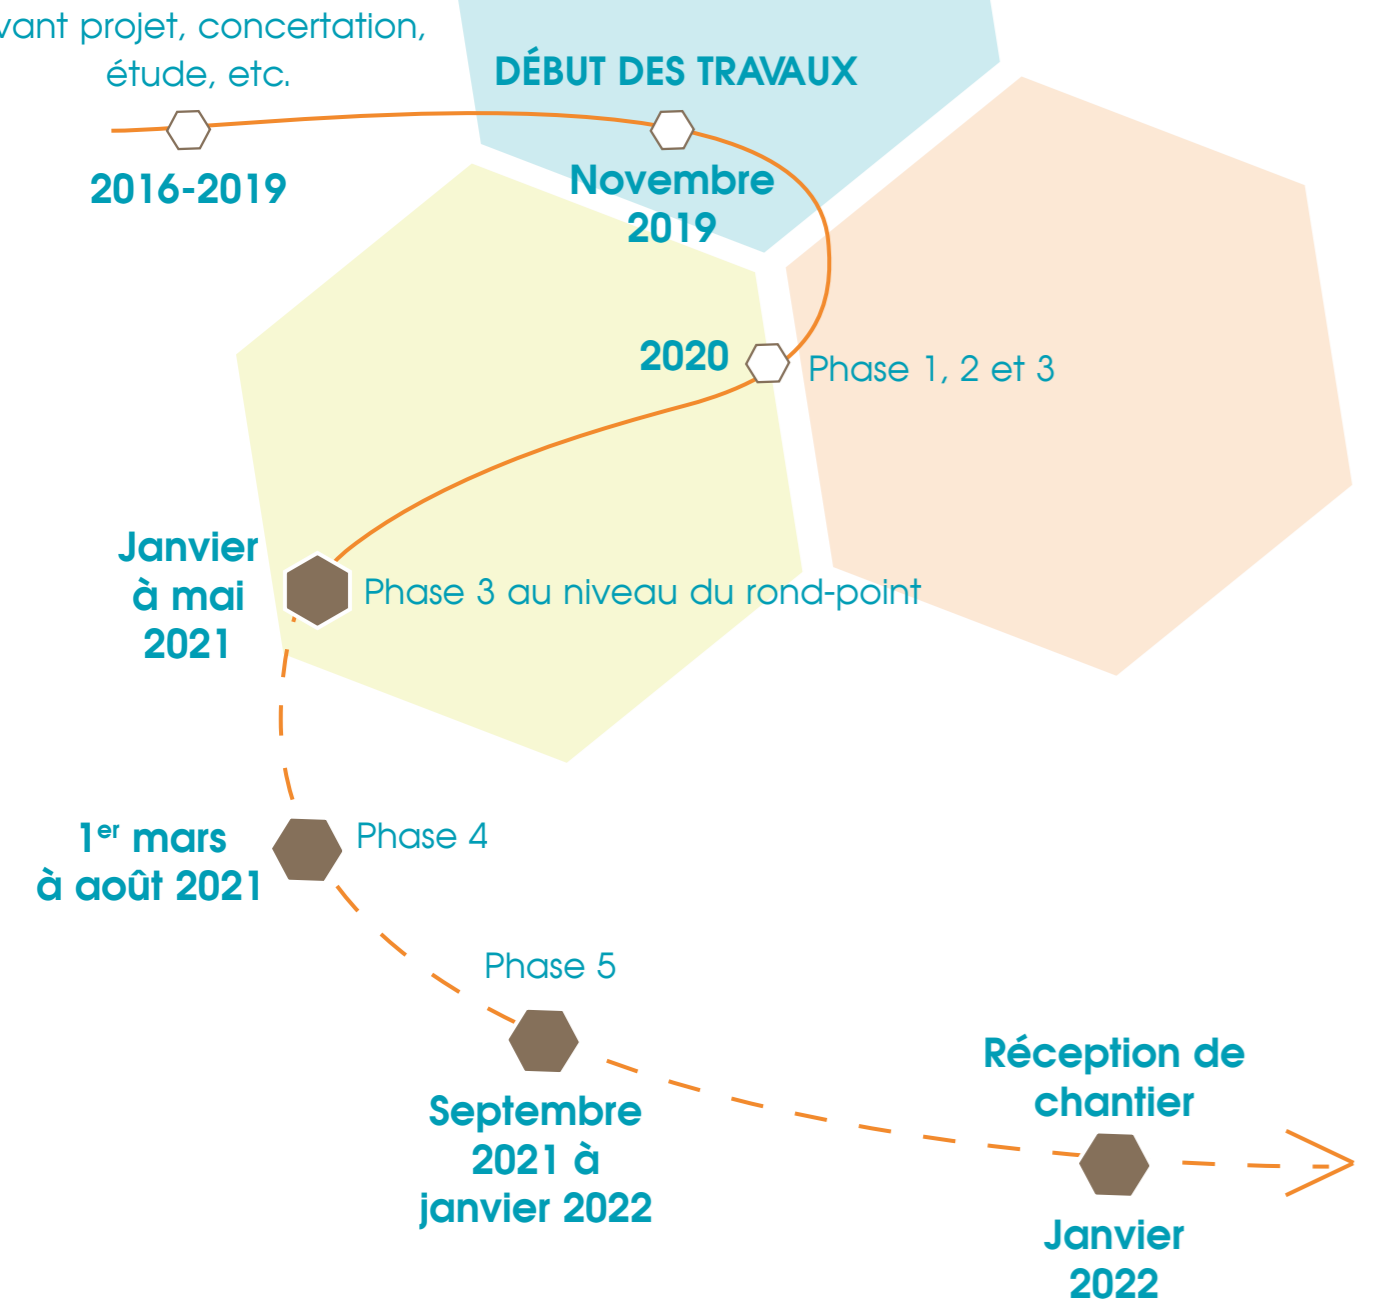 vant projet, concertation,
étude, etc.
DÉBUT DES TRAVAUX
2016-2019
Novembre
2019
2020
Phase 1, 2 et 3
Janvier
à mai
2021
Phase 3 au niveau du rond-point
1er mars
à août 2021
Phase 4
Phase 5
Septembre
2021 à
janvier 2022
Réception de
chantier
Janvier
2022